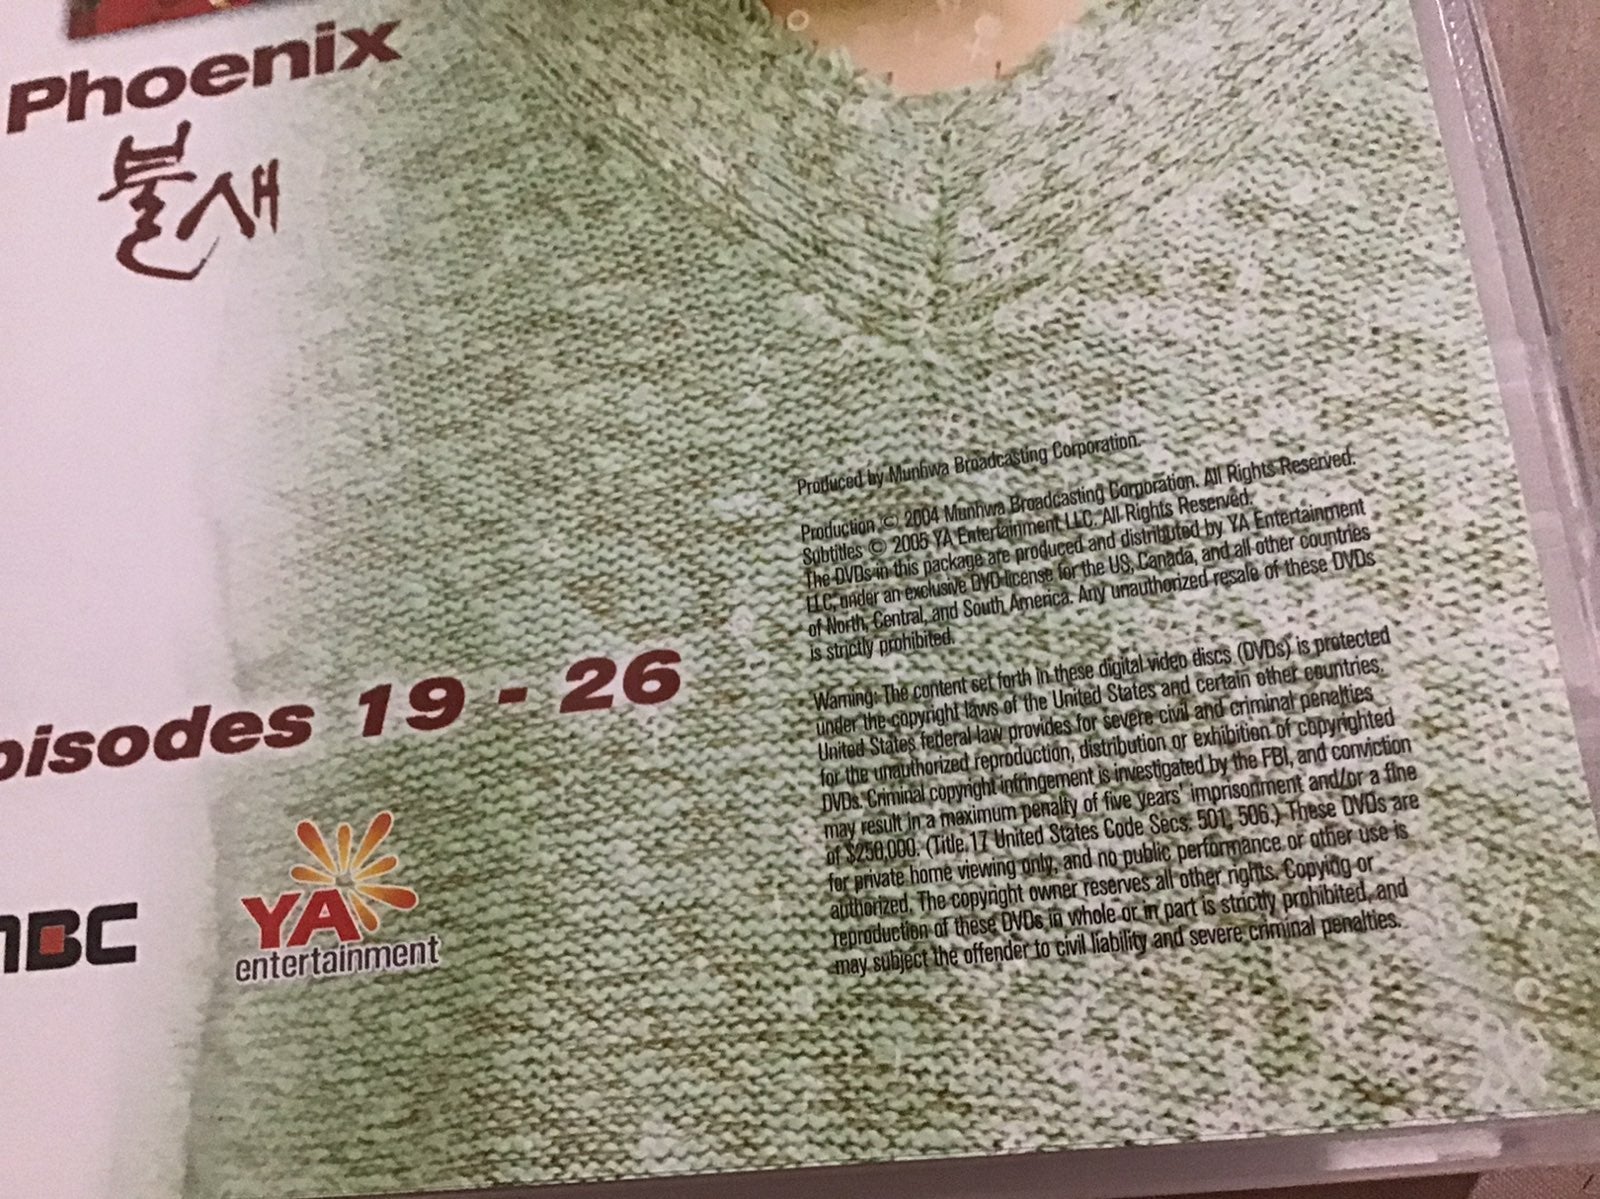 Phoenix
불새
Produced by Munhwa Broadcasting Corporation.
Production © 2004 Munhwa Broadcasting Corporation. All Rights Reserved.
Subtitles © 2005 YA Entertainment LLC. All Rights Reserved.
The DVDs in this package are produced and distributed by YA Entertainment
LLC, under an exclusive DVD license for the US, Canada, and all other countries
of North, Central, and South America. Any unauthorized resale of these DVDs
is strictly prohibited.
Warning: The content set forth in these digital video discs (DVDs) is protected
under the copyright laws of the United States and certain other countries.
United States federal law provides for severe civil and criminal penalties
for the unauthorized reproduction, distribution or exhibition of copyrighted
DVDs. Criminal copyright infringement is investigated by the FBI, and conviction
may result in a maximum penalty of five years' imprisonment and/or a fine
of $250,000. (Title 17 United States Code Secs. 501, 506.) These DVDs are
for private home viewing only, and no public performance or other use is
authorized. The copyright owner reserves all other rights. Copying or
reproduction of these DVDs in whole or in part is strictly prohibited, and
may subject the offender to civil liability and severe criminal penalties.
pisodes 19 - 26
MBC
YA
entertainment